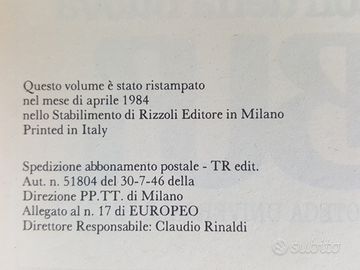 Questo volume è stato ristampato
nel mese di aprile 1984
nello Stabilimento di Rizzoli Editore in Milano
Printed in Italy
Spedizione abbonamento postale - TR edit.
Aut. n. 51804 del 30-7-46 della
Direzione PP.TT. di Milano
Allegato al n. 17 di EUROPEO
Direttore Responsabile: Claudio Rinaldi
subito